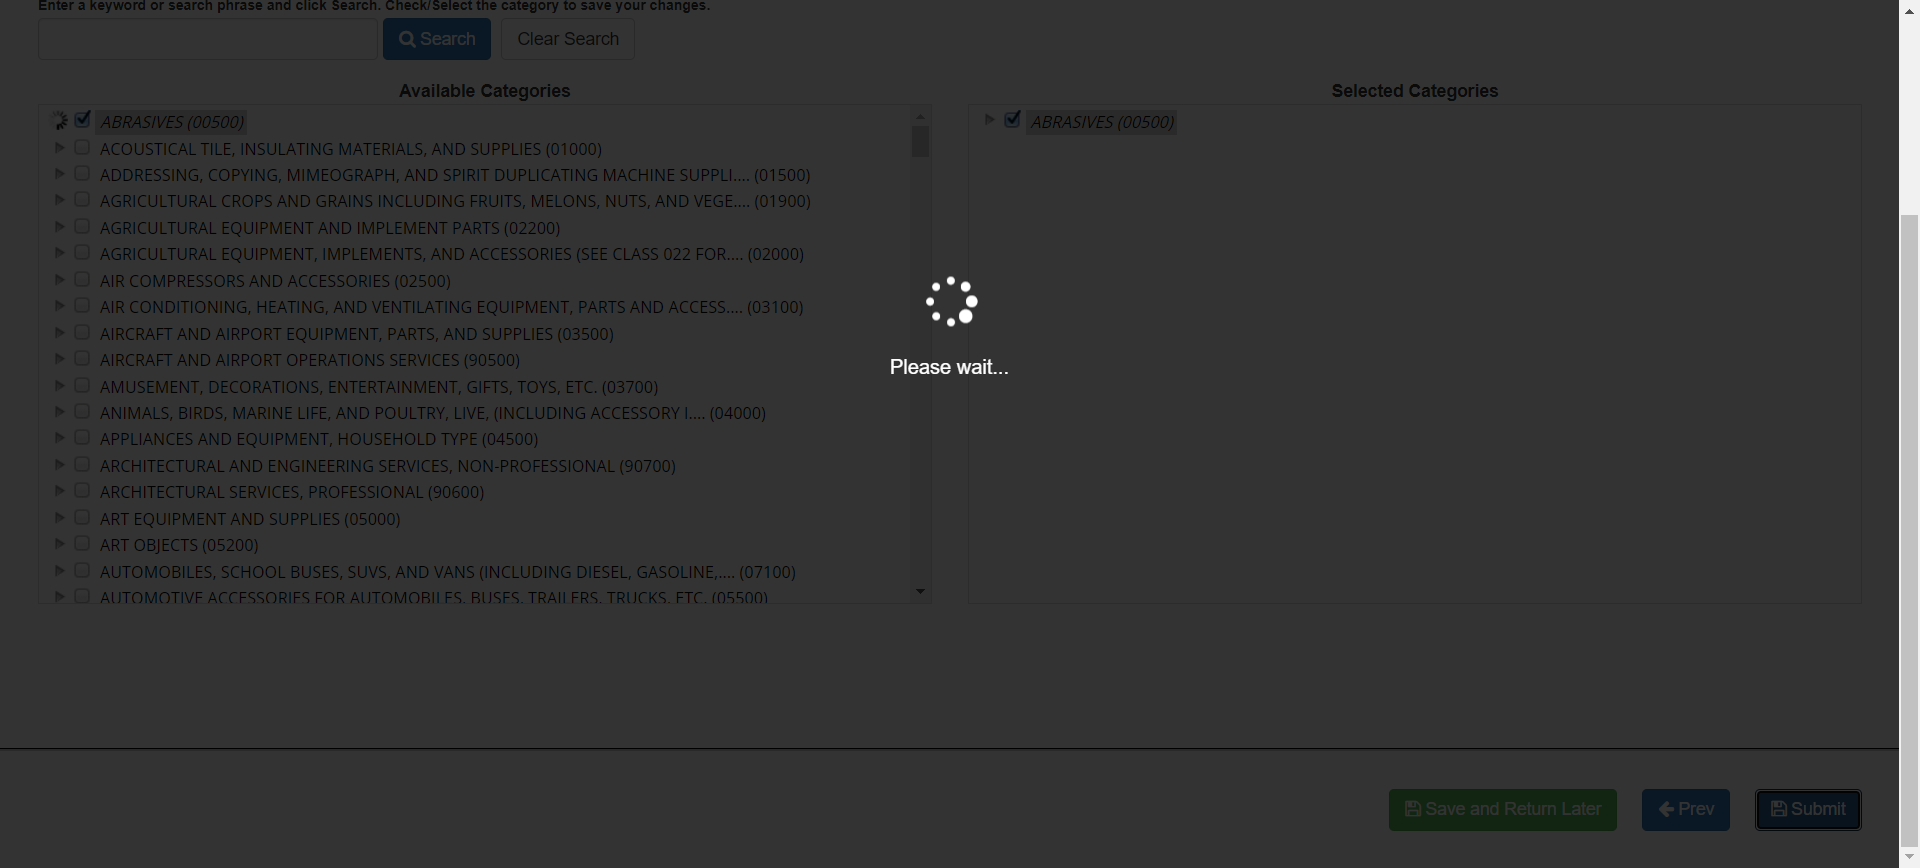 Enter a keyword or search phrase and click Search. Check/Select the category to save your changes.
Search
Clear Search
Available Categories
Selected Categories
ABRASIVES (00500)
ABRASIVES (00500)
ACOUSTICAL TILE, INSULATING MATERIALS, AND SUPPLIES (01000)
ADDRESSING, COPYING, MIMEOGRAPH, AND SPIRIT DUPLICATING MACHINE SUPPLI.... (01500)
AGRICULTURAL CROPS AND GRAINS INCLUDING FRUITS, MELONS, NUTS, AND VEGE.... (01900)
AGRICULTURAL EQUIPMENT AND IMPLEMENT PARTS (02200)
AGRICULTURAL EQUIPMENT, IMPLEMENTS, AND ACCESSORIES (SEE CLASS 022 FOR.... (02000)
AIR COMPRESSORS AND ACCESSORIES (02500)
AIR CONDITIONING, HEATING, AND VENTILATING EQUIPMENT, PARTS AND ACCESS.... (03100)
AIRCRAFT AND AIRPORT EQUIPMENT, PARTS, AND SUPPLIES (03500)
AIRCRAFT AND AIRPORT OPERATIONS SERVICES (90500)
Please wait...
AMUSEMENT, DECORATIONS, ENTERTAINMENT, GIFTS, TOYS, ETC. (03700)
ANIMALS, BIRDS, MARINE LIFE, AND POULTRY, LIVE, (INCLUDING ACCESSORY I.... (04000)
APPLIANCES AND EQUIPMENT, HOUSEHOLD TYPE (04500)
ARCHITECTURAL AND ENGINEERING SERVICES, NON-PROFESSIONAL (90700)
ARCHITECTURAL SERVICES, PROFESSIONAL (90600)
ART EQUIPMENT AND SUPPLIES (05000)
ART OBJECTS (05200)
AUTOMOBILES, SCHOOL BUSES, SUVS, AND VANS (INCLUDING DIESEL, GASOLINE,.... (07100)
AUTOMOTIVE ACCESSORIES FOR AUTOMOBILES, BUSES, TRAILERS, TRUCKS, ETC. (05500)
Save and Return Later
Prev
Submit